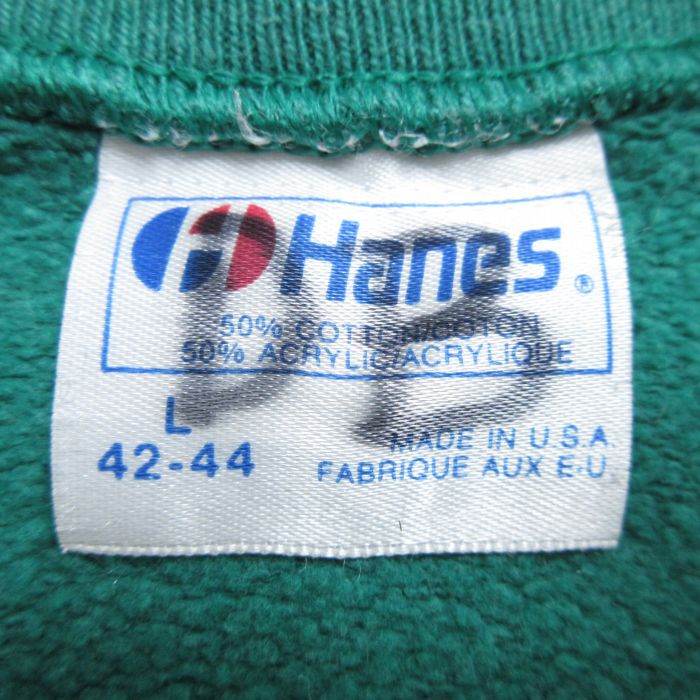 Hanes®
50% COTTON/COTON
50% ACRYLIC/ACRYLIQUE
L
42-44
MADE IN U.S.A
FABRIQUE AUX E-U